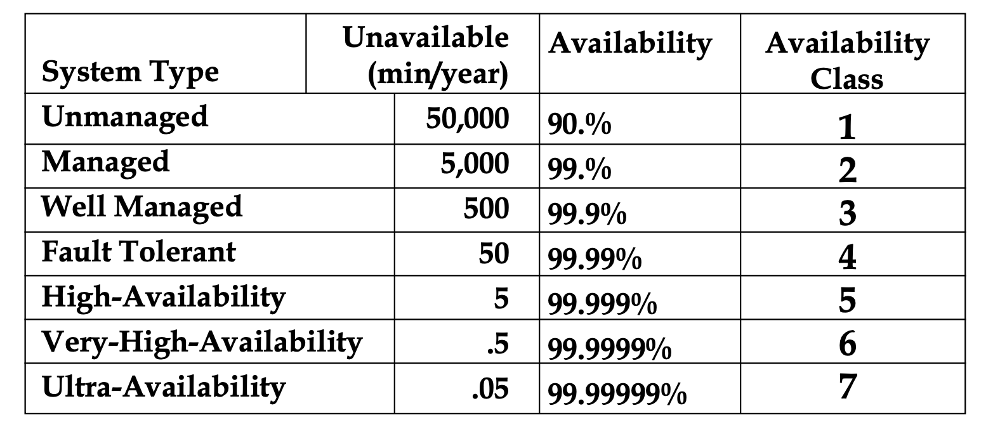 System Type Unavailable (min/year) Availability Availability Class
Unmanaged 50,000 90.% 1
Managed 5,000 99.% 2
Well Managed 500 99.9% 3
Fault Tolerant 50 99.99% 4
High-Availability 5 99.999% 5
Very-High-Availability .5 99.9999% 6
Ultra-Availability .05 99.99999% 7